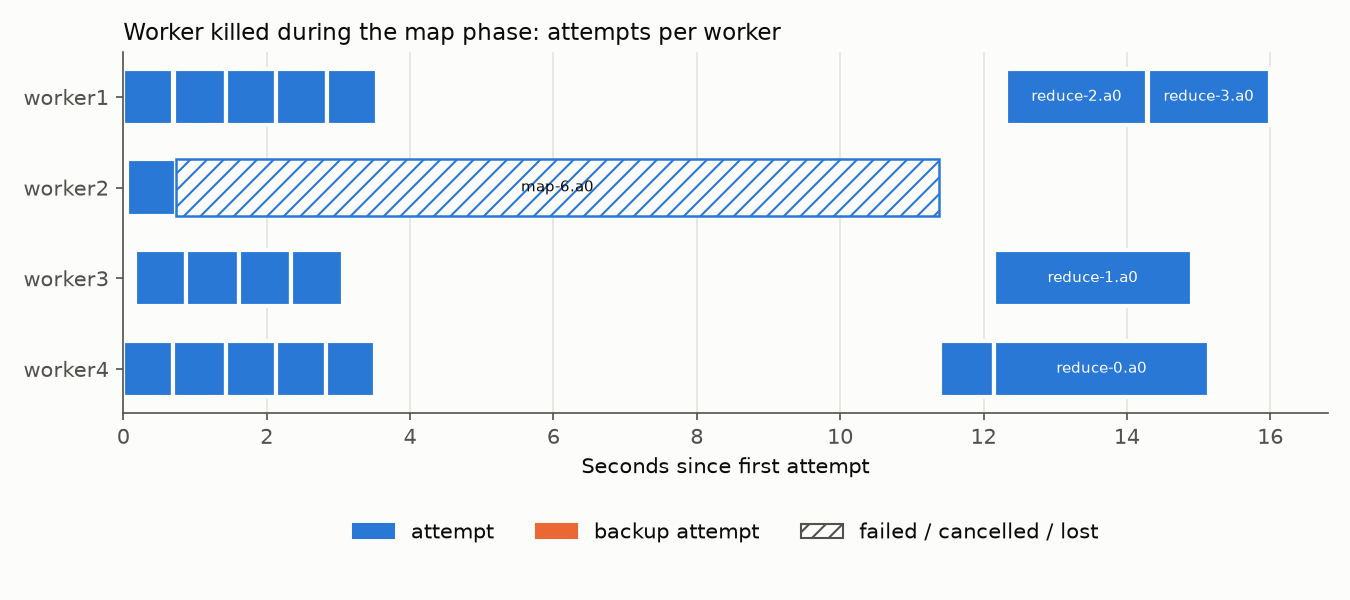 Worker killed during the map phase: attempts per worker
worker1
reduce-2.a0
reduce-3.a0
worker2
map-6.a0
worker3
reduce-1.a0
worker4
reduce-0.a0
0 2 4 6 8 10 12 14 16
Seconds since first attempt
attempt
backup attempt
failed / cancelled / lost